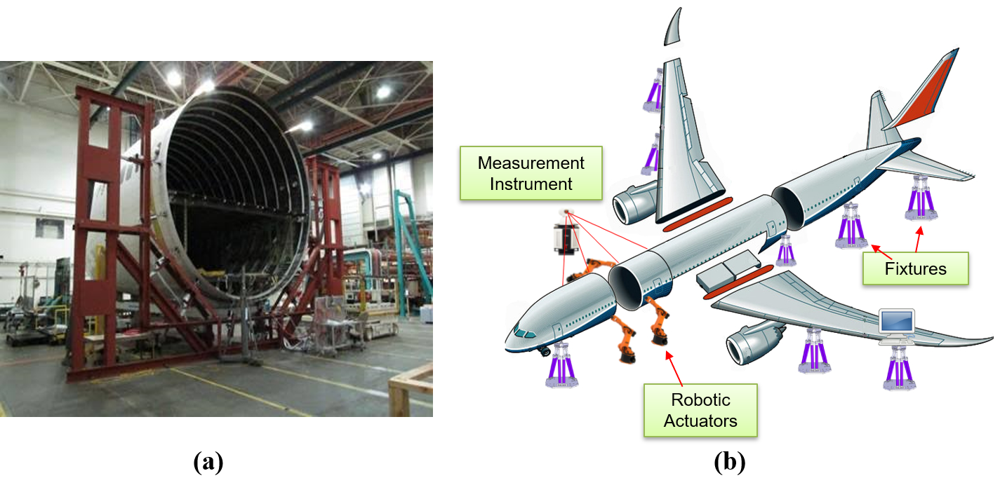 Measurement
Instrument
Fixtures
Robotic
Actuators
(a)
(b)